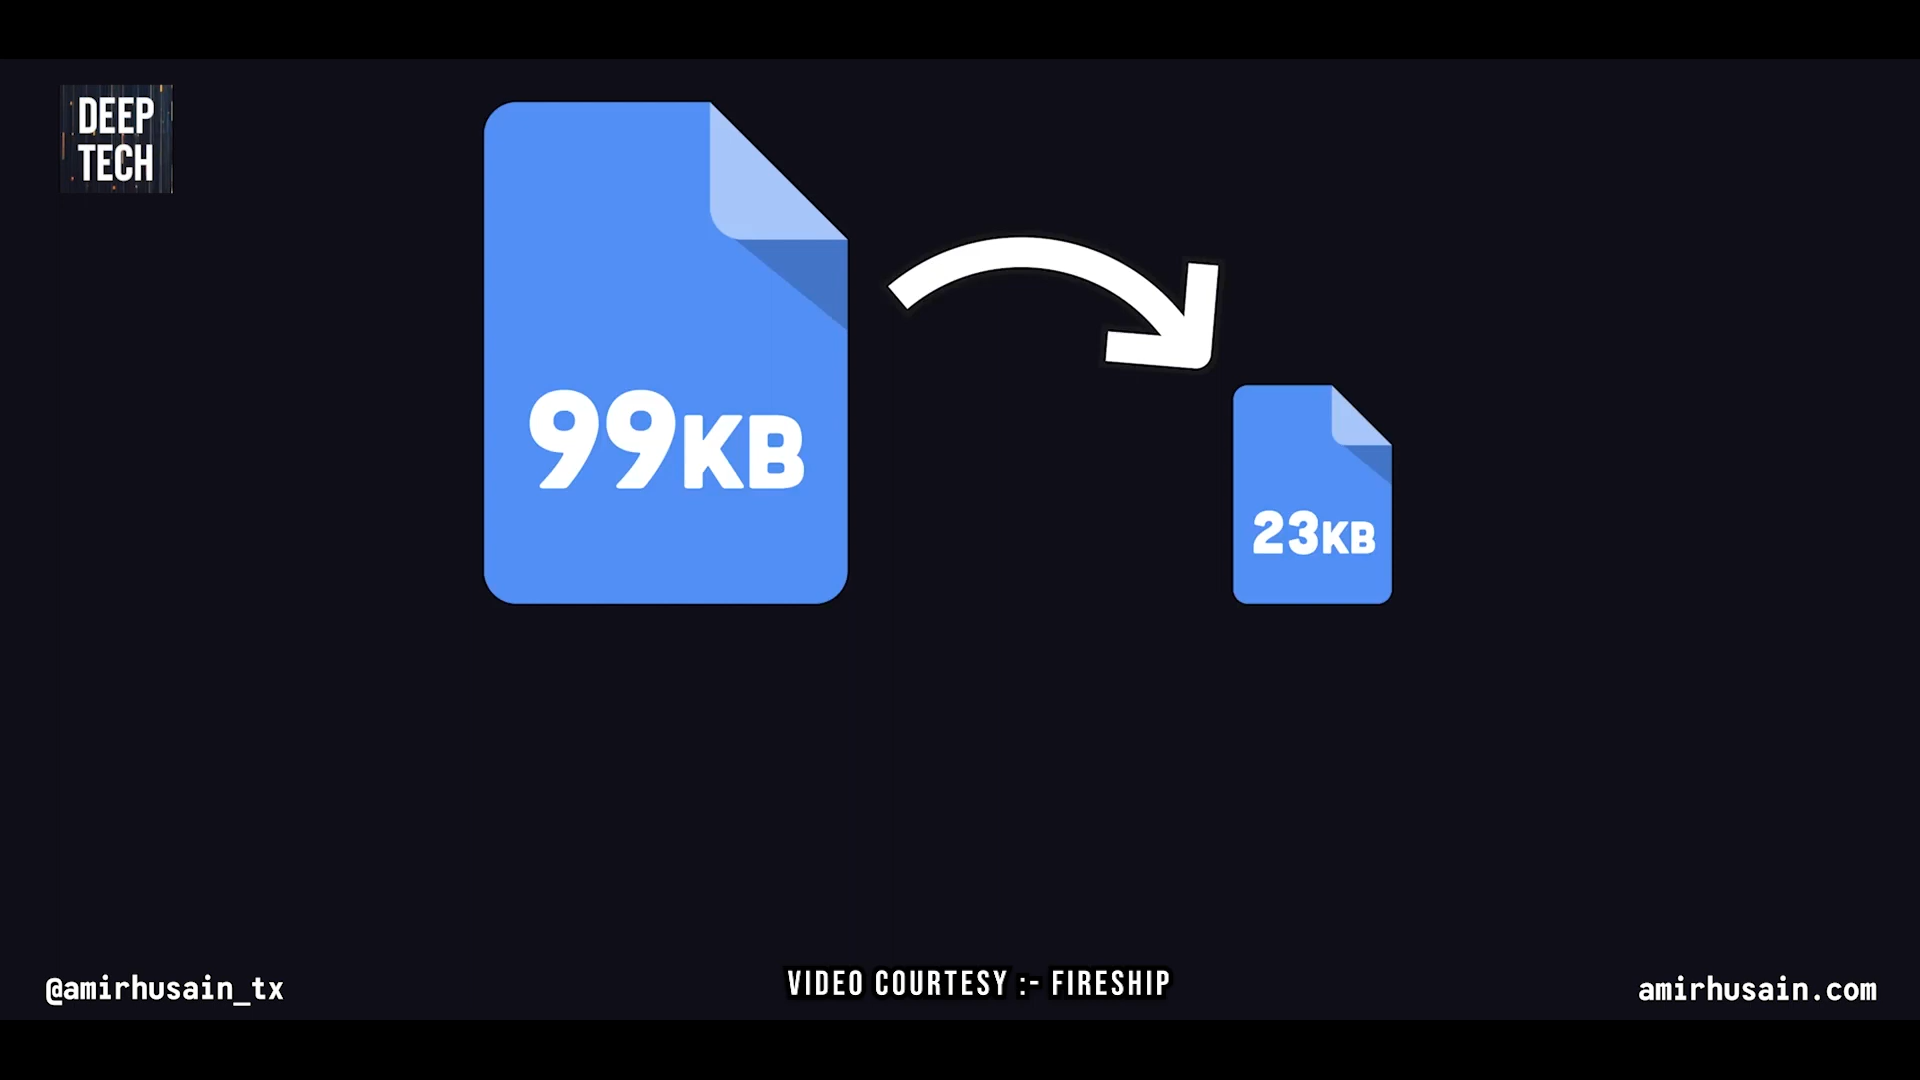 DEEP
TECH
99KB
23KB
@amirhusain_tx
VIDEO COURTESY :- FIRESHIP
amirhusain.com